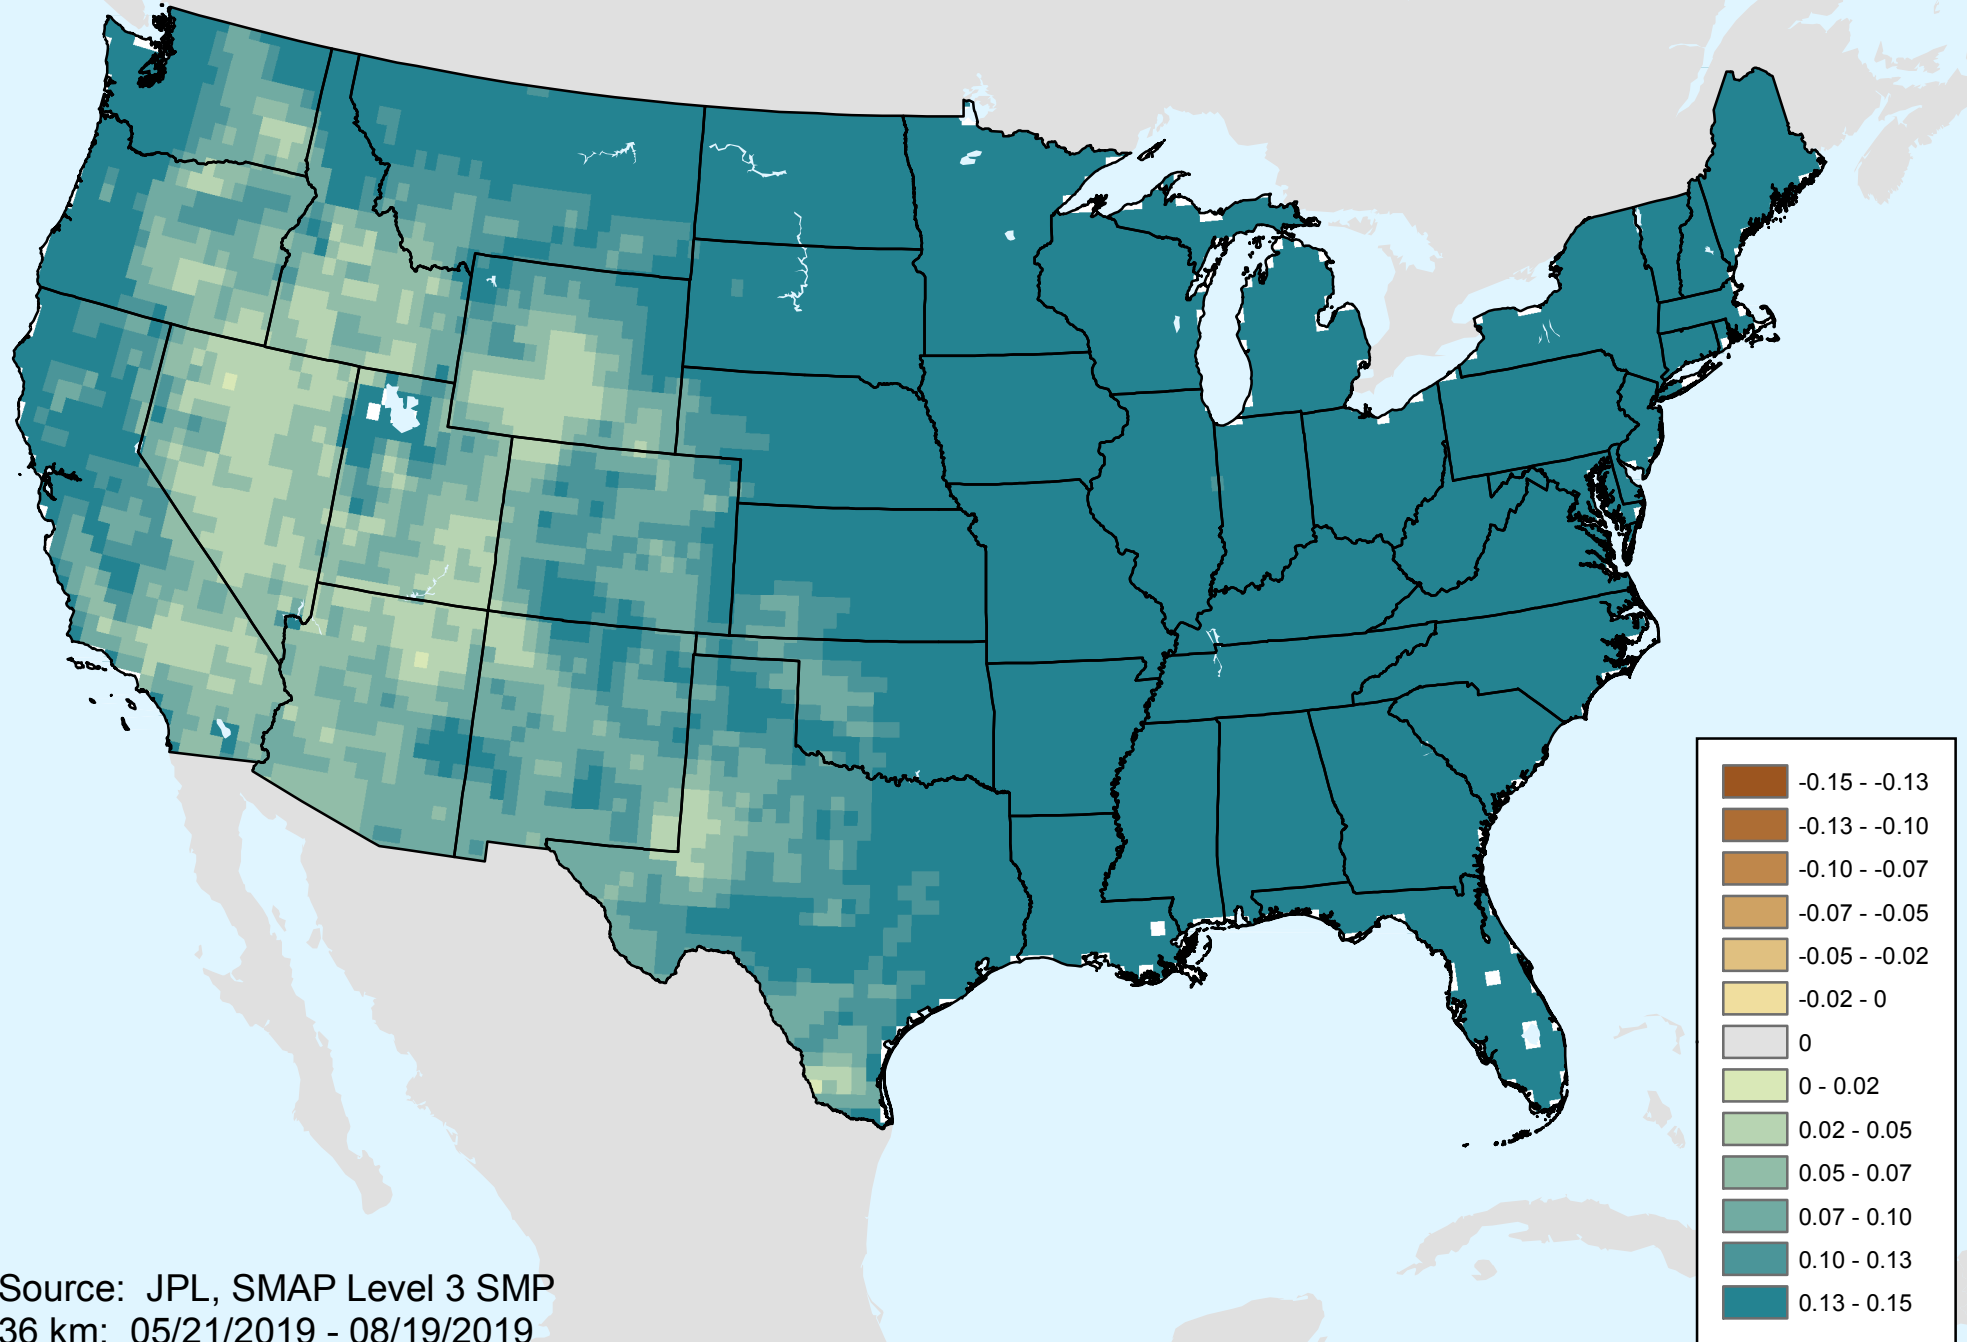 -0.15 - -0.13
-0.13 - -0.10
-0.10 - -0.07
-0.07 - -0.05
-0.05 - -0.02
-0.02 - 0
0
0 - 0.02
0.02 - 0.05
0.05 - 0.07
0.07 - 0.10
0.10 - 0.13
0.13 - 0.15
Source: JPL, SMAP Level 3 SMP
36 km: 05/21/2019 - 08/19/2019